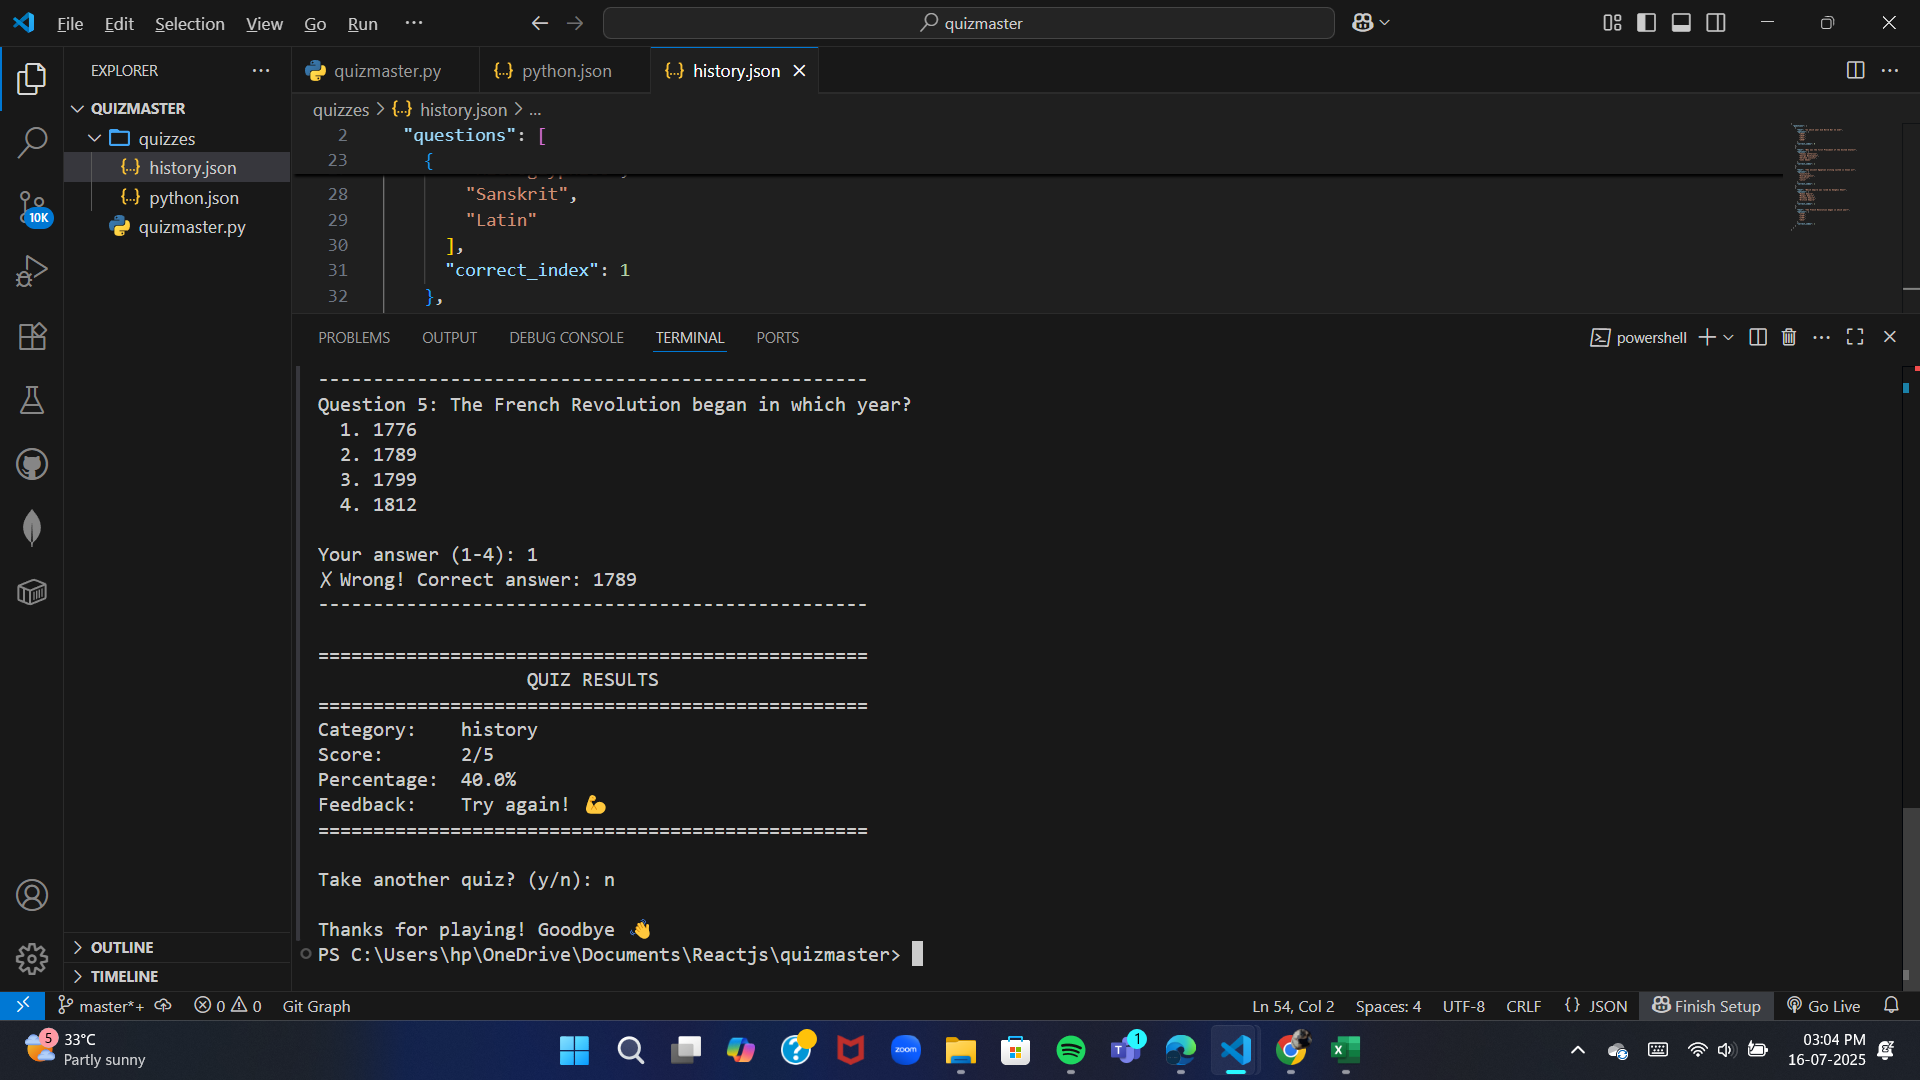 File Edit Selection View Go Run ···
quizmaster
EXPLORER
QUIZMASTER
quizzes
history.json
python.json
quizmaster.py
10K
OUTLINE
TIMELINE
quizmaster.py python.json history.json
quizzes > history.json > ...
2 "questions": [
23 {
28 "Sanskrit",
29 "Latin"
30 ],
31 "correct_index": 1
32 },
PROBLEMS OUTPUT DEBUG CONSOLE TERMINAL PORTS
powershell
--------------------------------------------------
Question 5: The French Revolution began in which year?
1. 1776
2. 1789
3. 1799
4. 1812
Your answer (1-4): 1
✗ Wrong! Correct answer: 1789
--------------------------------------------------
==================================================
QUIZ RESULTS
==================================================
Category: history
Score: 2/5
Percentage: 40.0%
Feedback: Try again! 💪
==================================================
Take another quiz? (y/n): n
Thanks for playing! Goodbye 👋
PS C:\Users\hp\OneDrive\Documents\Reactjs\quizmaster>
master*+ 0 0 Git Graph
Ln 54, Col 2 Spaces: 4 UTF-8 CRLF {} JSON Finish Setup Go Live
5
33°C
Partly sunny
zoom
1
03:04 PM
16-07-2025